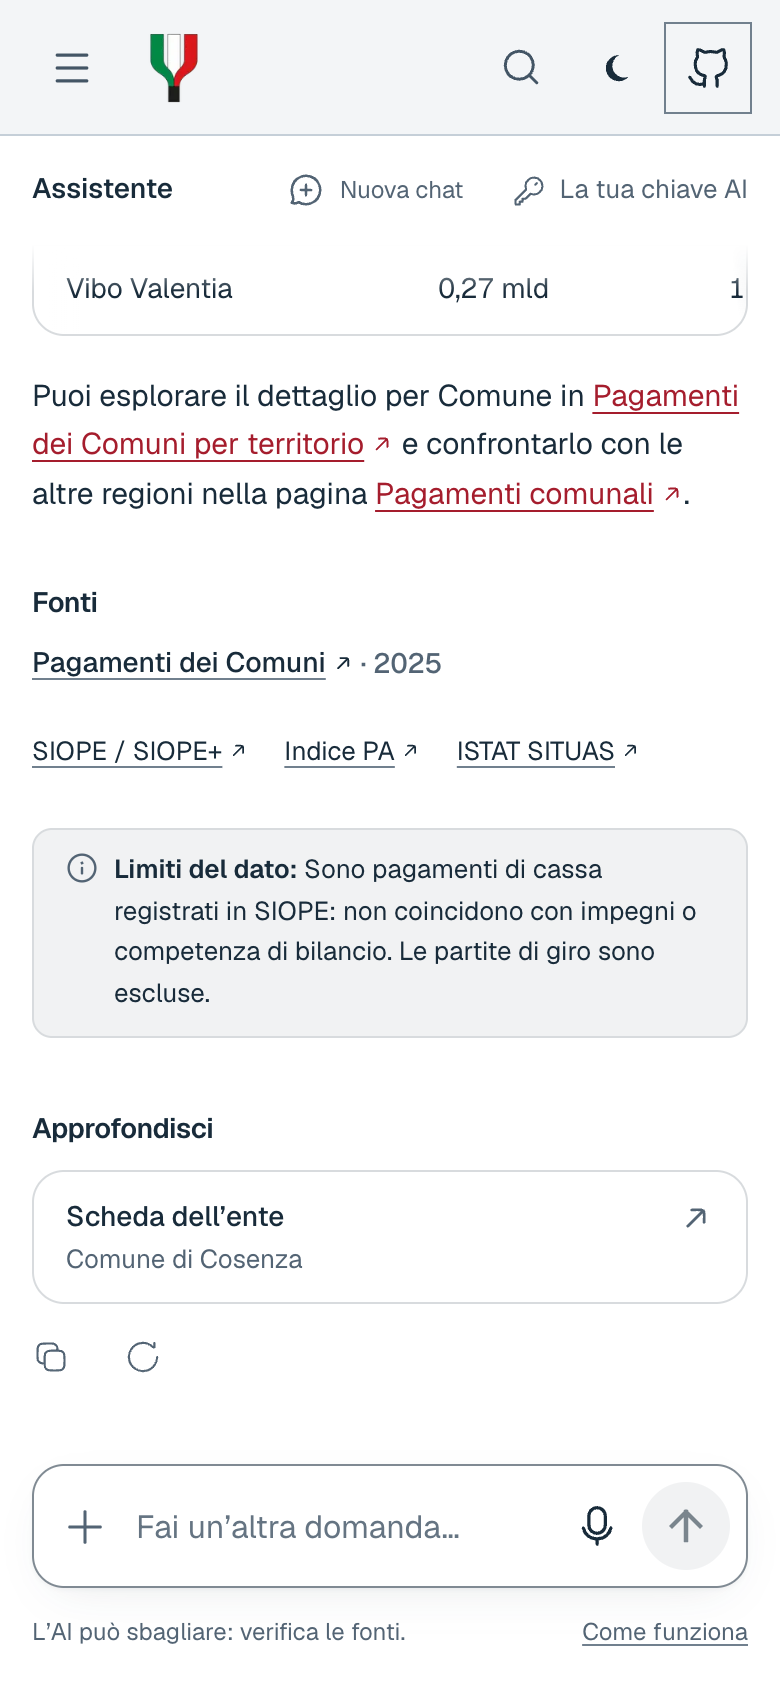 Assistente
Nuova chat
La tua chiave AI
Vibo Valentia 0,27 mld 1
Puoi esplorare il dettaglio per Comune in Pagamenti
dei Comuni per territorio ↗ e confrontarlo con le
altre regioni nella pagina Pagamenti comunali ↗.
Fonti
Pagamenti dei Comuni ↗ · 2025
SIOPE / SIOPE+ ↗ Indice PA ↗ ISTAT SITUAS ↗
Limiti del dato: Sono pagamenti di cassa
registrati in SIOPE: non coincidono con impegni o
competenza di bilancio. Le partite di giro sono
escluse.
Approfondisci
Scheda dell’ente
Comune di Cosenza
Fai un’altra domanda...
L’AI può sbagliare: verifica le fonti.
Come funziona